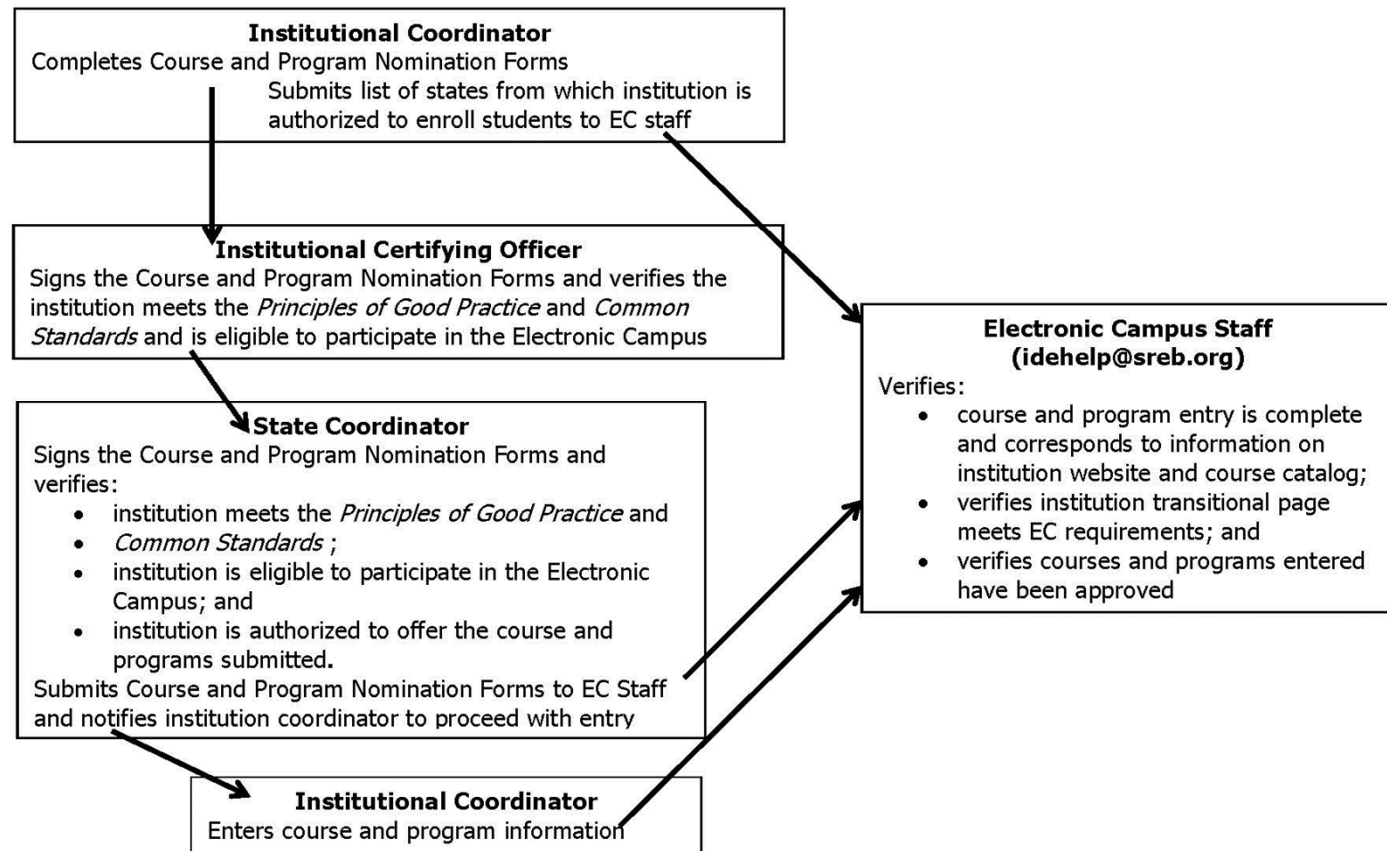 Institutional Coordinator
Completes Course and Program Nomination Forms
Submits list of states from which institution is
authorized to enroll students to EC staff
Institutional Certifying Officer
Signs the Course and Program Nomination Forms and verifies the
institution meets the Principles of Good Practice and Common
Standards and is eligible to participate in the Electronic Campus
State Coordinator
Signs the Course and Program Nomination Forms and
verifies:
• institution meets the Principles of Good Practice and
• Common Standards ;
• institution is eligible to participate in the Electronic
Campus; and
• institution is authorized to offer the course and
programs submitted.
Submits Course and Program Nomination Forms to EC Staff
and notifies institution coordinator to proceed with entry
Institutional Coordinator
Enters course and program information
Electronic Campus Staff
(idehelp@sreb.org)
Verifies:
• course and program entry is complete
and corresponds to information on
institution website and course catalog;
• verifies institution transitional page
meets EC requirements; and
• verifies courses and programs entered
have been approved